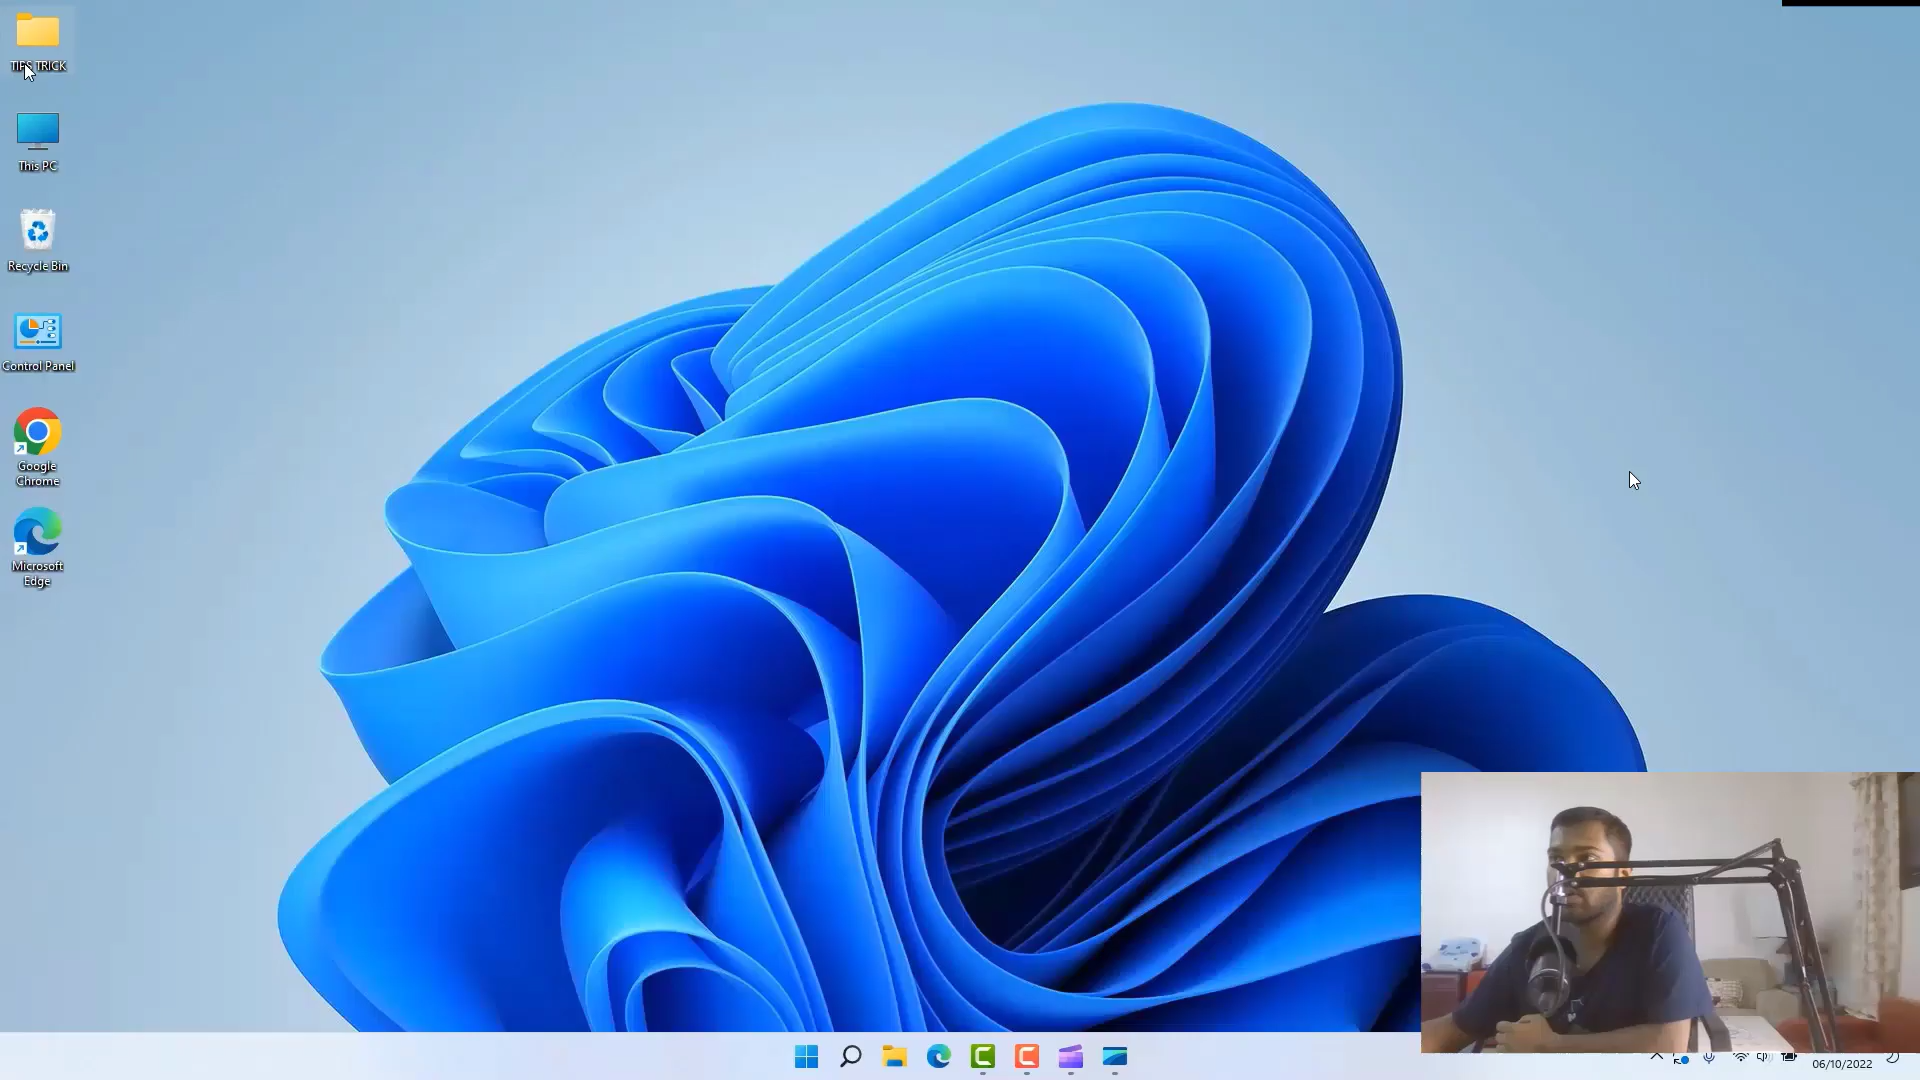 TIPS TRICK
This PC
Recycle Bin
Control Panel
Google
Chrome
Microsoft
Edge
06/10/2022